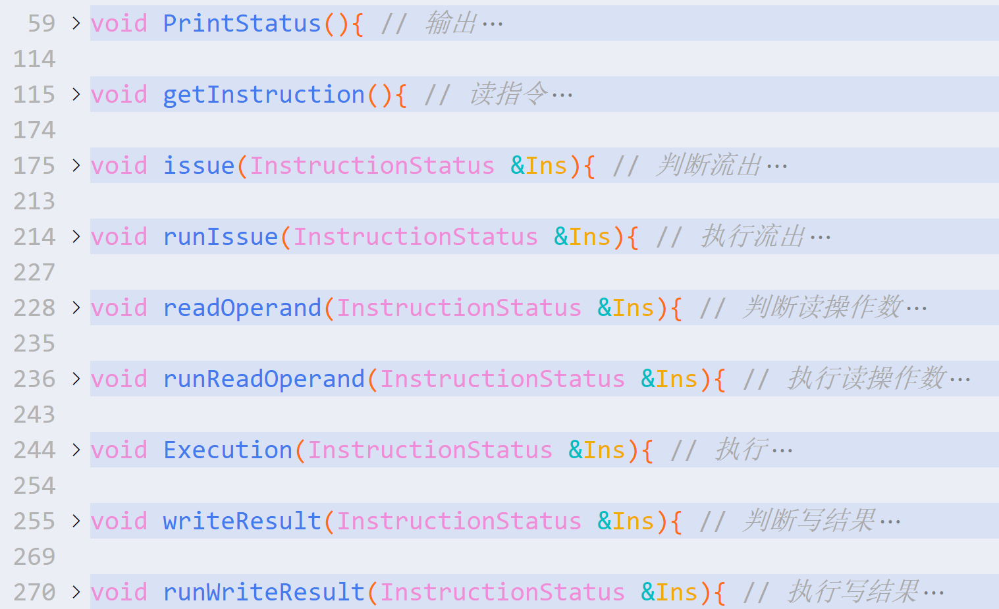 59 > void PrintStatus(){ // 输出…
114
115 > void getInstruction(){ // 读指令…
174
175 > void issue(InstructionStatus &Ins){ // 判断流出…
213
214 > void runIssue(InstructionStatus &Ins){ // 执行流出…
227
228 > void readOperand(InstructionStatus &Ins){ // 判断读操作数…
235
236 > void runReadOperand(InstructionStatus &Ins){ // 执行读操作数…
243
244 > void Execution(InstructionStatus &Ins){ // 执行…
254
255 > void writeResult(InstructionStatus &Ins){ // 判断写结果…
269
270 > void runWriteResult(InstructionStatus &Ins){ // 执行写结果…